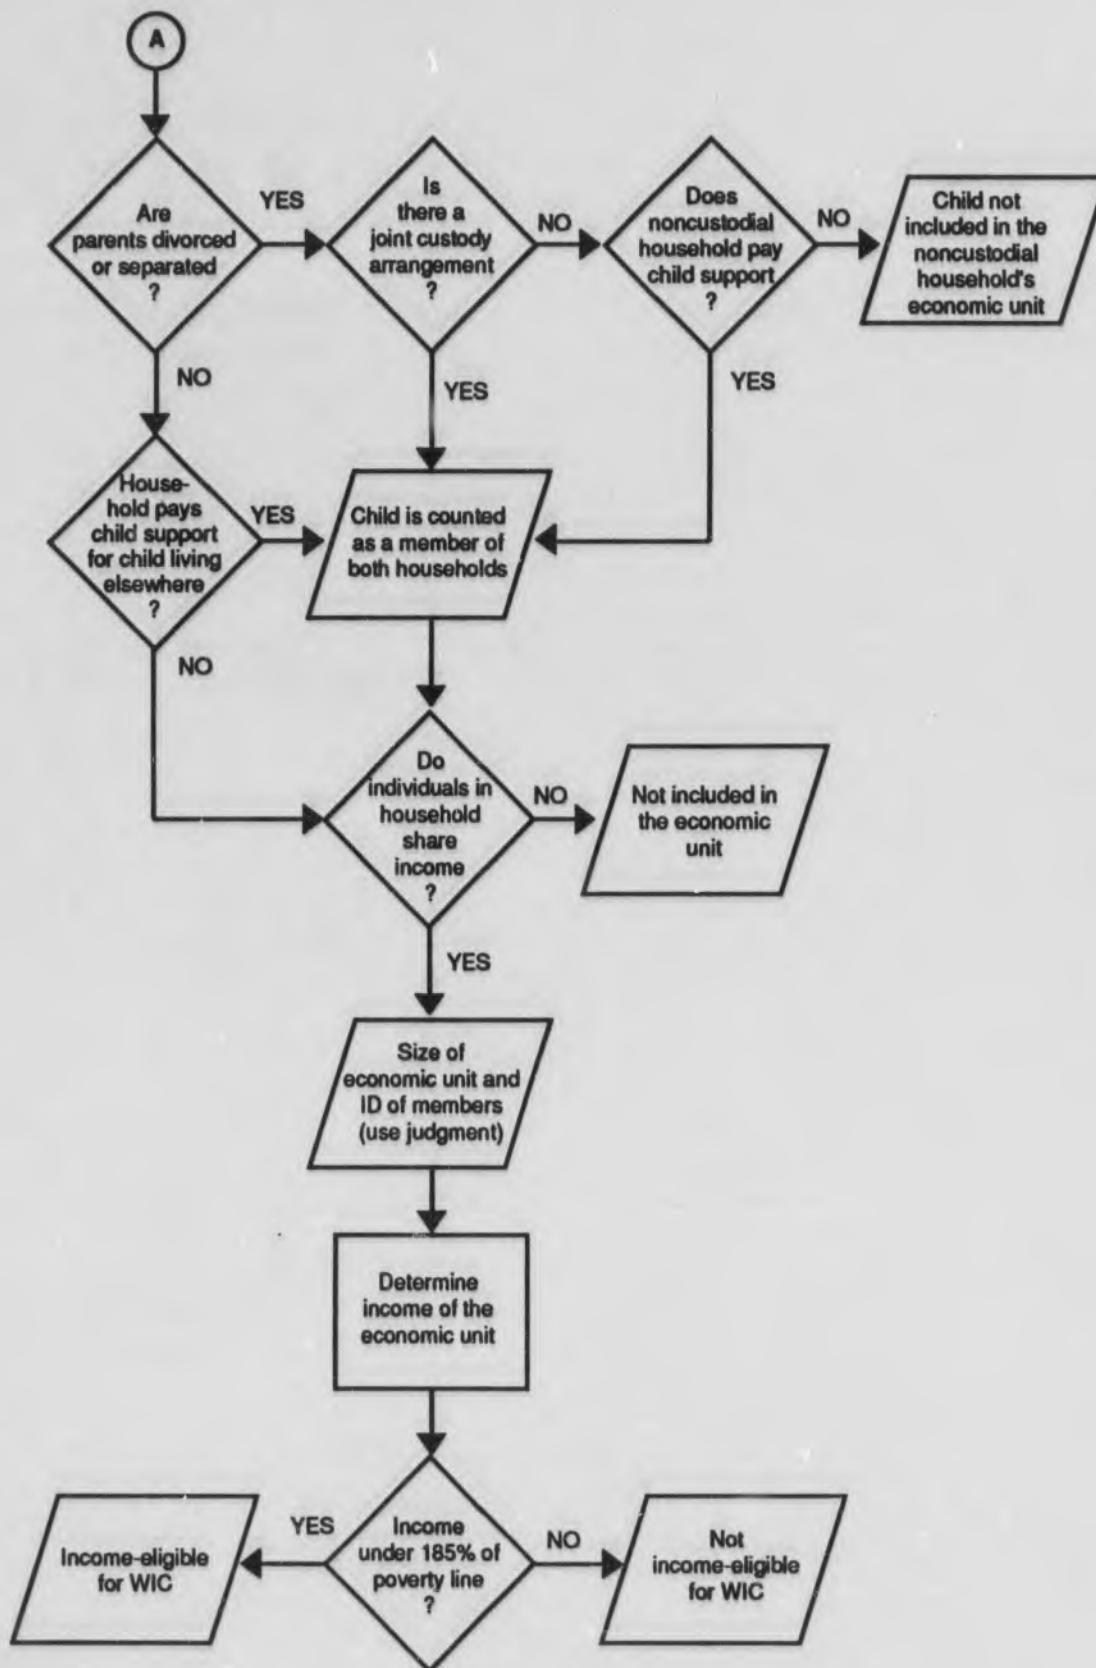 A
Are
parents divorced
or separated
?
YES
Is
there a
joint custody
arrangement
?
NO
Does
noncustodial
household pay
child support
?
NO
Child not
included in the
noncustodial
household's
economic unit
NO
YES
YES
House-
hold pays
child support
for child living
elsewhere
?
YES
Child is counted
as a member of
both households
NO
Do
individuals in
household
share
income
?
NO
Not included in
the economic
unit
YES
Size of
economic unit and
ID of members
(use judgment)
Determine
income of the
economic unit
Income-eligible
for WIC
YES
Income
under 185% of
poverty line
?
NO
Not
income-eligible
for WIC